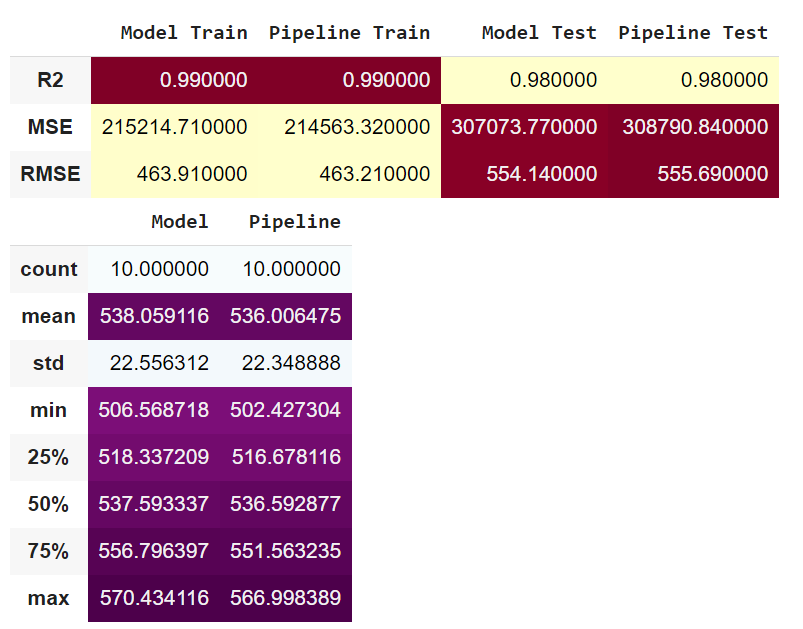 Model Train Pipeline Train Model Test Pipeline Test
R2 0.990000 0.990000 0.980000 0.980000
MSE 215214.710000 214563.320000 307073.770000 308790.840000
RMSE 463.910000 463.210000 554.140000 555.690000
Model Pipeline
count 10.000000 10.000000
mean 538.059116 536.006475
std 22.556312 22.348888
min 506.568718 502.427304
25% 518.337209 516.678116
50% 537.593337 536.592877
75% 556.796397 551.563235
max 570.434116 566.998389